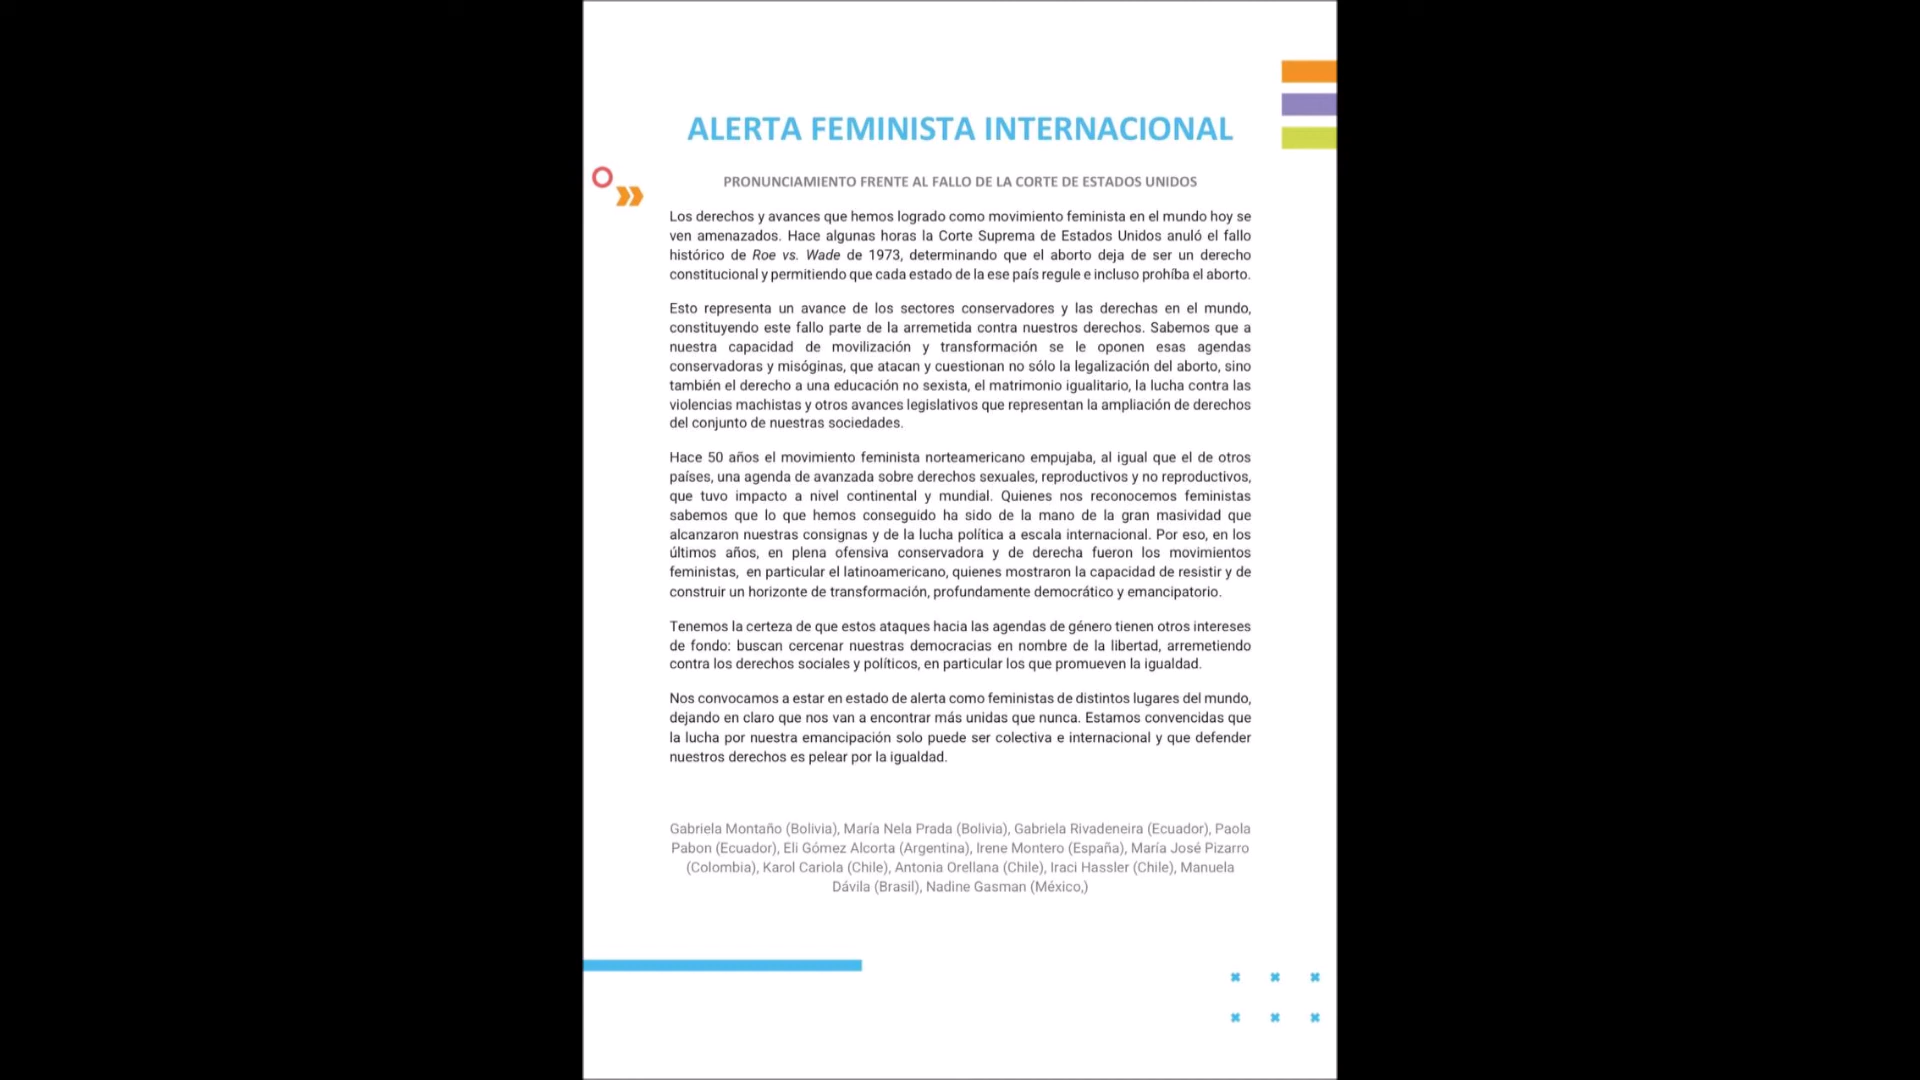 ALERTA FEMINISTA INTERNACIONAL
PRONUNCIAMIENTO FRENTE AL FALLO DE LA CORTE DE ESTADOS UNIDOS
Los derechos y avances que hemos logrado como movimiento feminista en el mundo hoy se
ven amenazados. Hace algunas horas la Corte Suprema de Estados Unidos anuló el fallo
histórico de Roe vs. Wade de 1973, determinando que el aborto deja de ser un derecho
constitucional y permitiendo que cada estado de la ese país regule e incluso prohíba el aborto.
Esto representa un avance de los sectores conservadores y las derechas en el mundo,
constituyendo este fallo parte de la arremetida contra nuestros derechos. Sabemos que a
nuestra capacidad de movilización y transformación se le oponen esas agendas
conservadoras y misóginas, que atacan y cuestionan no sólo la legalización del aborto, sino
también el derecho a una educación no sexista, el matrimonio igualitario, la lucha contra las
violencias machistas y otros avances legislativos que representan la ampliación de derechos
del conjunto de nuestras sociedades.
Hace 50 años el movimiento feminista norteamericano empujaba, al igual que el de otros
países, una agenda de avanzada sobre derechos sexuales, reproductivos y no reproductivos,
que tuvo impacto a nivel continental y mundial. Quienes nos reconocemos feministas
sabemos que lo que hemos conseguido ha sido de la mano de la gran masividad que
alcanzaron nuestras consignas y de la lucha política a escala internacional. Por eso, en los
últimos años, en plena ofensiva conservadora y de derecha fueron los movimientos
feministas, en particular el latinoamericano, quienes mostraron la capacidad de resistir y de
construir un horizonte de transformación, profundamente democrático y emancipatorio.
Tenemos la certeza de que estos ataques hacia las agendas de género tienen otros intereses
de fondo: buscan cercenar nuestras democracias en nombre de la libertad, arremetiendo
contra los derechos sociales y políticos, en particular los que promueven la igualdad.
Nos convocamos a estar en estado de alerta como feministas de distintos lugares del mundo,
dejando en claro que nos van a encontrar más unidas que nunca. Estamos convencidas que
la lucha por nuestra emancipación solo puede ser colectiva e internacional y que defender
nuestros derechos es pelear por la igualdad.
Gabriela Montaño (Bolivia), María Nela Prada (Bolivia), Gabriela Rivadeneira (Ecuador), Paola
Pabon (Ecuador), Eli Gómez Alcorta (Argentina), Irene Montero (España), María José Pizarro
(Colombia), Karol Cariola (Chile), Antonia Orellana (Chile), Iraci Hassler (Chile), Manuela
Dávila (Brasil), Nadine Gasman (México,)